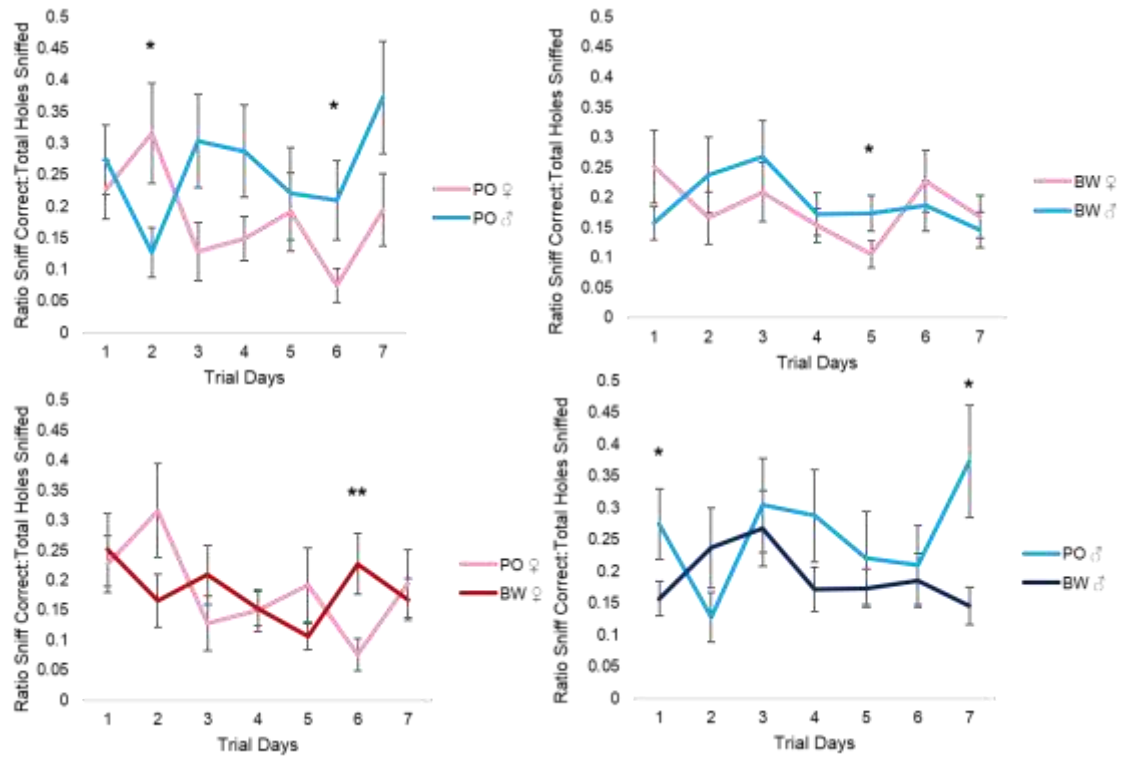 Ratio Sniff Correct:Total Holes Sniffed
0.5
0.45
0.4
0.35
0.3
0.25
0.2
0.15
0.1
0.05
0
*
*
1 2 3 4 5 6 7
Trial Days
PO ♀
PO ♂
Ratio Sniff Correct:Total Holes Sniffed
0.5
0.45
0.4
0.35
0.3
0.25
0.2
0.15
0.1
0.05
0
*
1 2 3 4 5 6 7
Trial Days
BW ♀
BW ♂
Ratio Sniff Correct:Total Holes Sniffed
0.5
0.45
0.4
0.35
0.3
0.25
0.2
0.15
0.1
0.05
0
**
1 2 3 4 5 6 7
Trial Days
PO ♀
BW ♀
Ratio Sniff Correct:Total Holes Sniffed
0.5
0.45
0.4
0.35
0.3
0.25
0.2
0.15
0.1
0.05
0
*
*
1 2 3 4 5 6 7
Trial Days
PO ♂
BW ♂